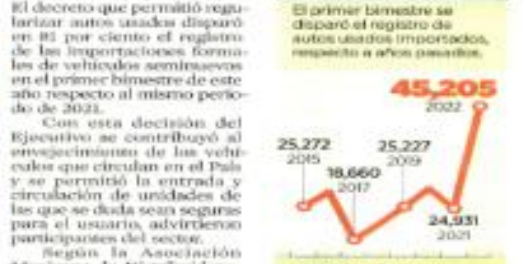 El decreto que permitió regu-
larizar autos usados disparó
en 81 por ciento el registro
de las importaciones forma-
les de vehículos seminuevos
en el primer bimestre de este
año respecto al mismo perio-
do de 2021.
Con esta decisión del
Ejecutivo se contribuyó al
envejecimiento de los vehí-
culos que circulan en el País
y se permitió la entrada y
circulación de unidades de
las que se duda sean seguras
para el usuario, advirtieron
participantes del sector.
Según la Asociación
El primer bimestre se
disparó el registro de
autos usados importados,
respecto a años pasados.
45,205
2022
25,272
2015
25,227
2019
18,660
2017
24,931
2021